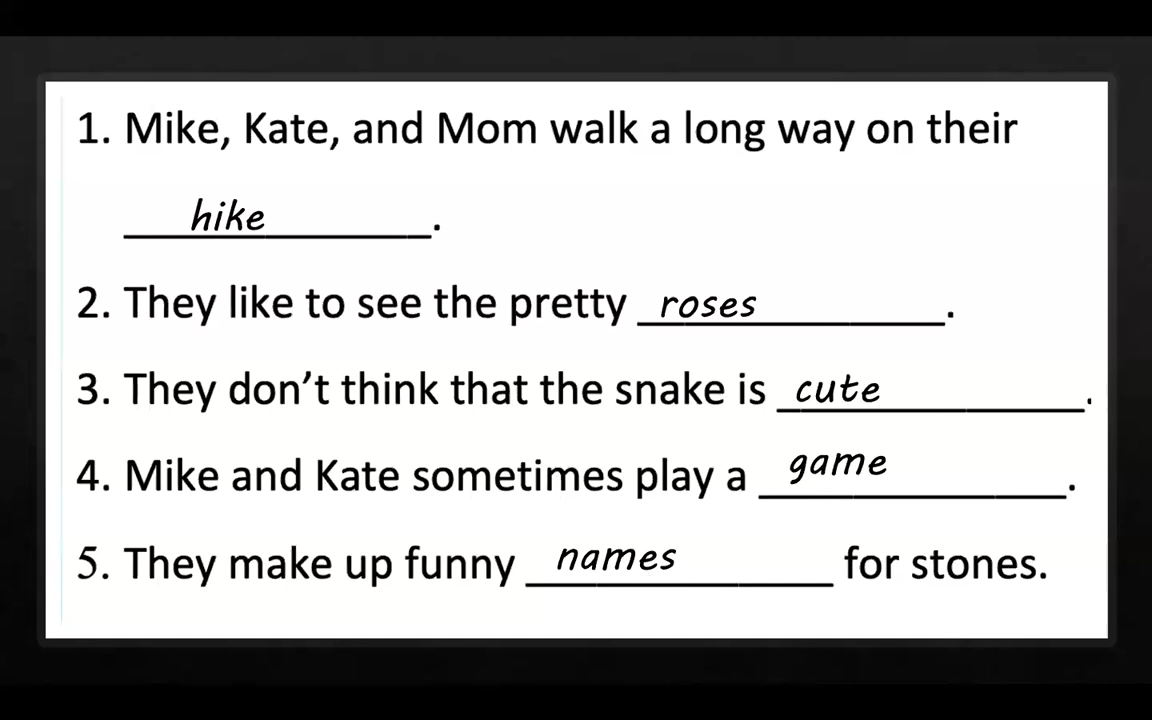 1. Mike, Kate, and Mom walk a long way on their
hike.
2. They like to see the pretty roses.
3. They don’t think that the snake is cute.
4. Mike and Kate sometimes play a game.
5. They make up funny names for stones.